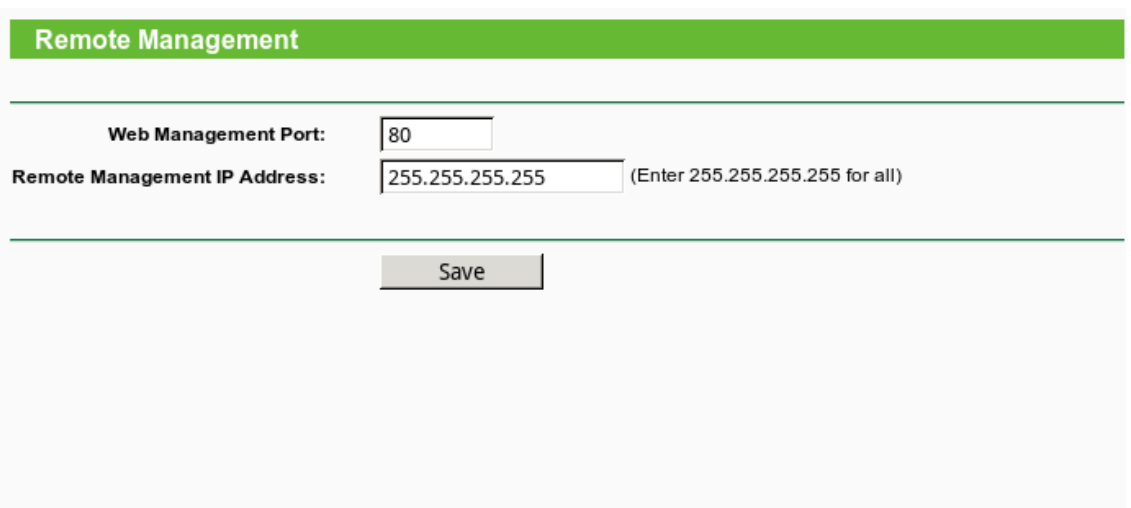 Remote Management
Web Management Port: 80
Remote Management IP Address: 255.255.255.255 (Enter 255.255.255.255 for all)
Save